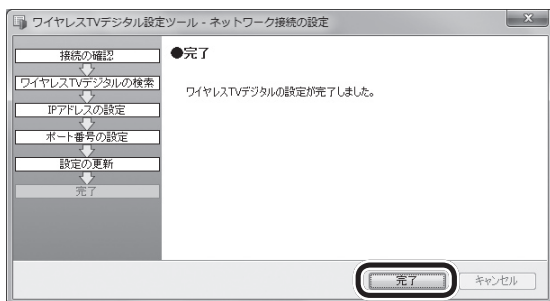 ワイヤレスTVデジタル設定ツール - ネットワーク接続の設定
接続の確認
ワイヤレスTVデジタルの検索
IPアドレスの設定
ポート番号の設定
設定の更新
完了
●完了
ワイヤレスTVデジタルの設定が完了しました。
完了
キャンセル